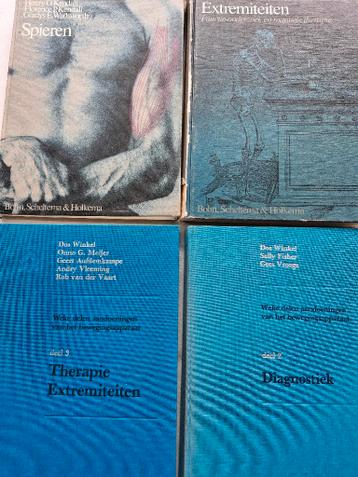 Henry O. Kendall
Florence P. Kendall
Gladys E. Wadsworth
Spieren
Bohn, Scheltema & Holkema
Extremiteiten
Functie-onderzoek en manuele therapie
Bohn, Scheltema & Holkema
Dos Winkel
Onno G. Meijer
Geert Aufdemkampe
Andry Vleeming
Rob van der Vaart
Weke delen aandoeningen
van het bewegingsapparaat
deel 3
Therapie
Extremiteiten
Dos Winkel
Sally Fisher
Cees Vroege
Weke delen aandoeningen
van het bewegingsapparaat
deel 2
Diagnostiek